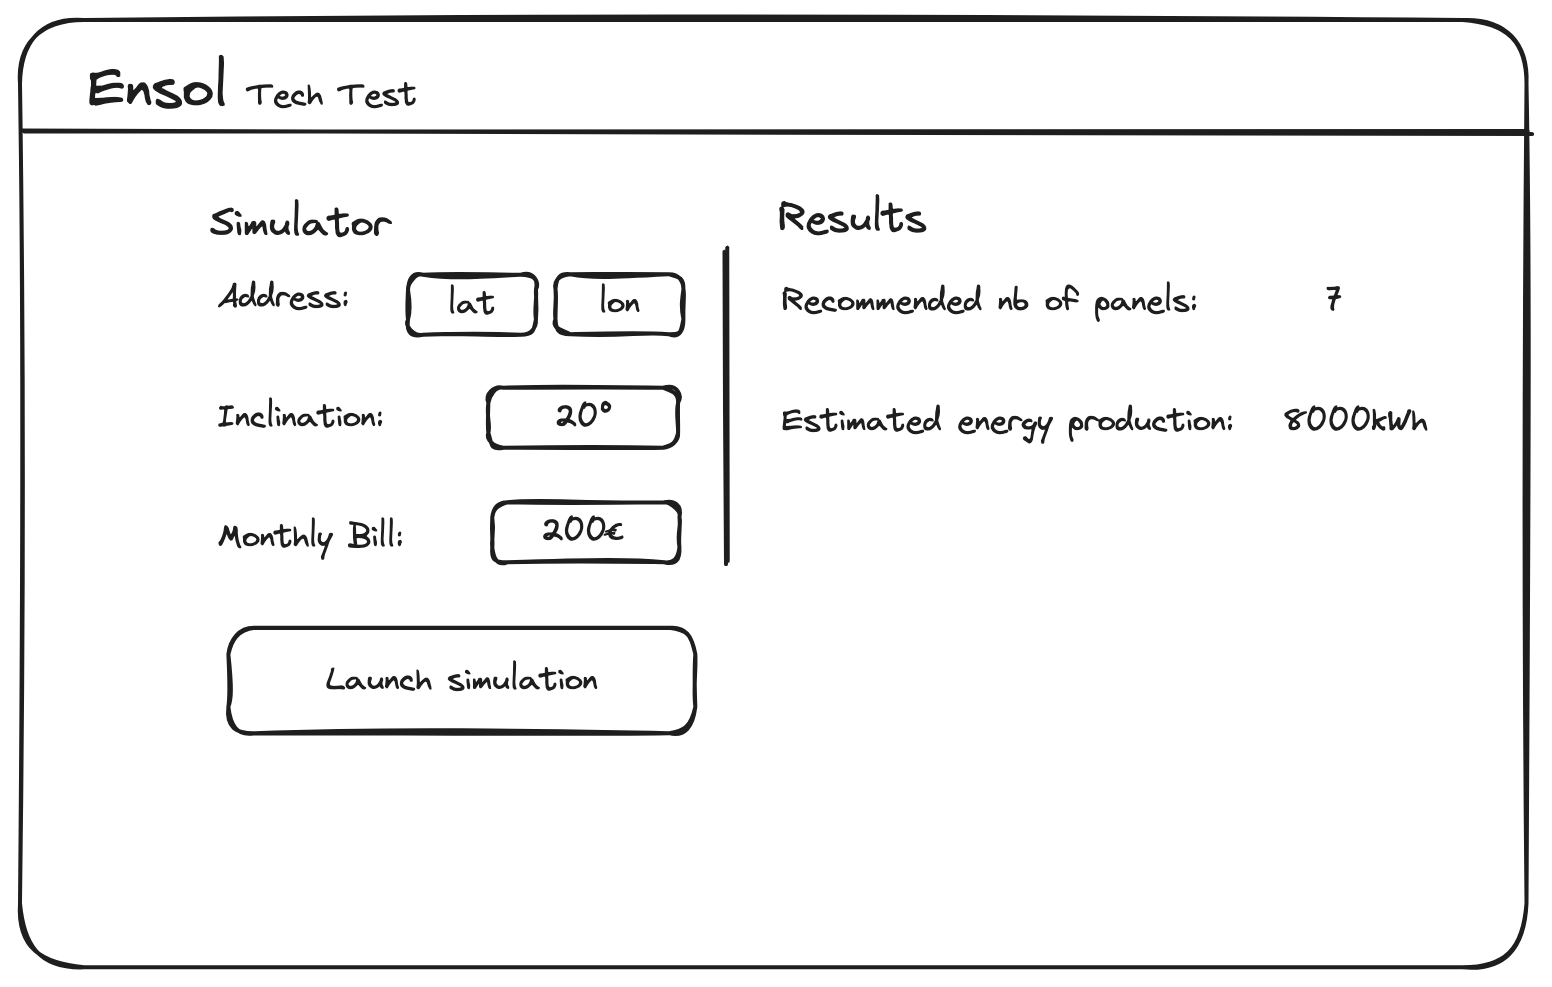 Ensol Tech Test
Simulator
Address: lat lon
Inclination: 20°
Monthly Bill: 200€
Launch simulation
Results
Recommended nb of panels: 7
Estimated energy production: 8000kWh